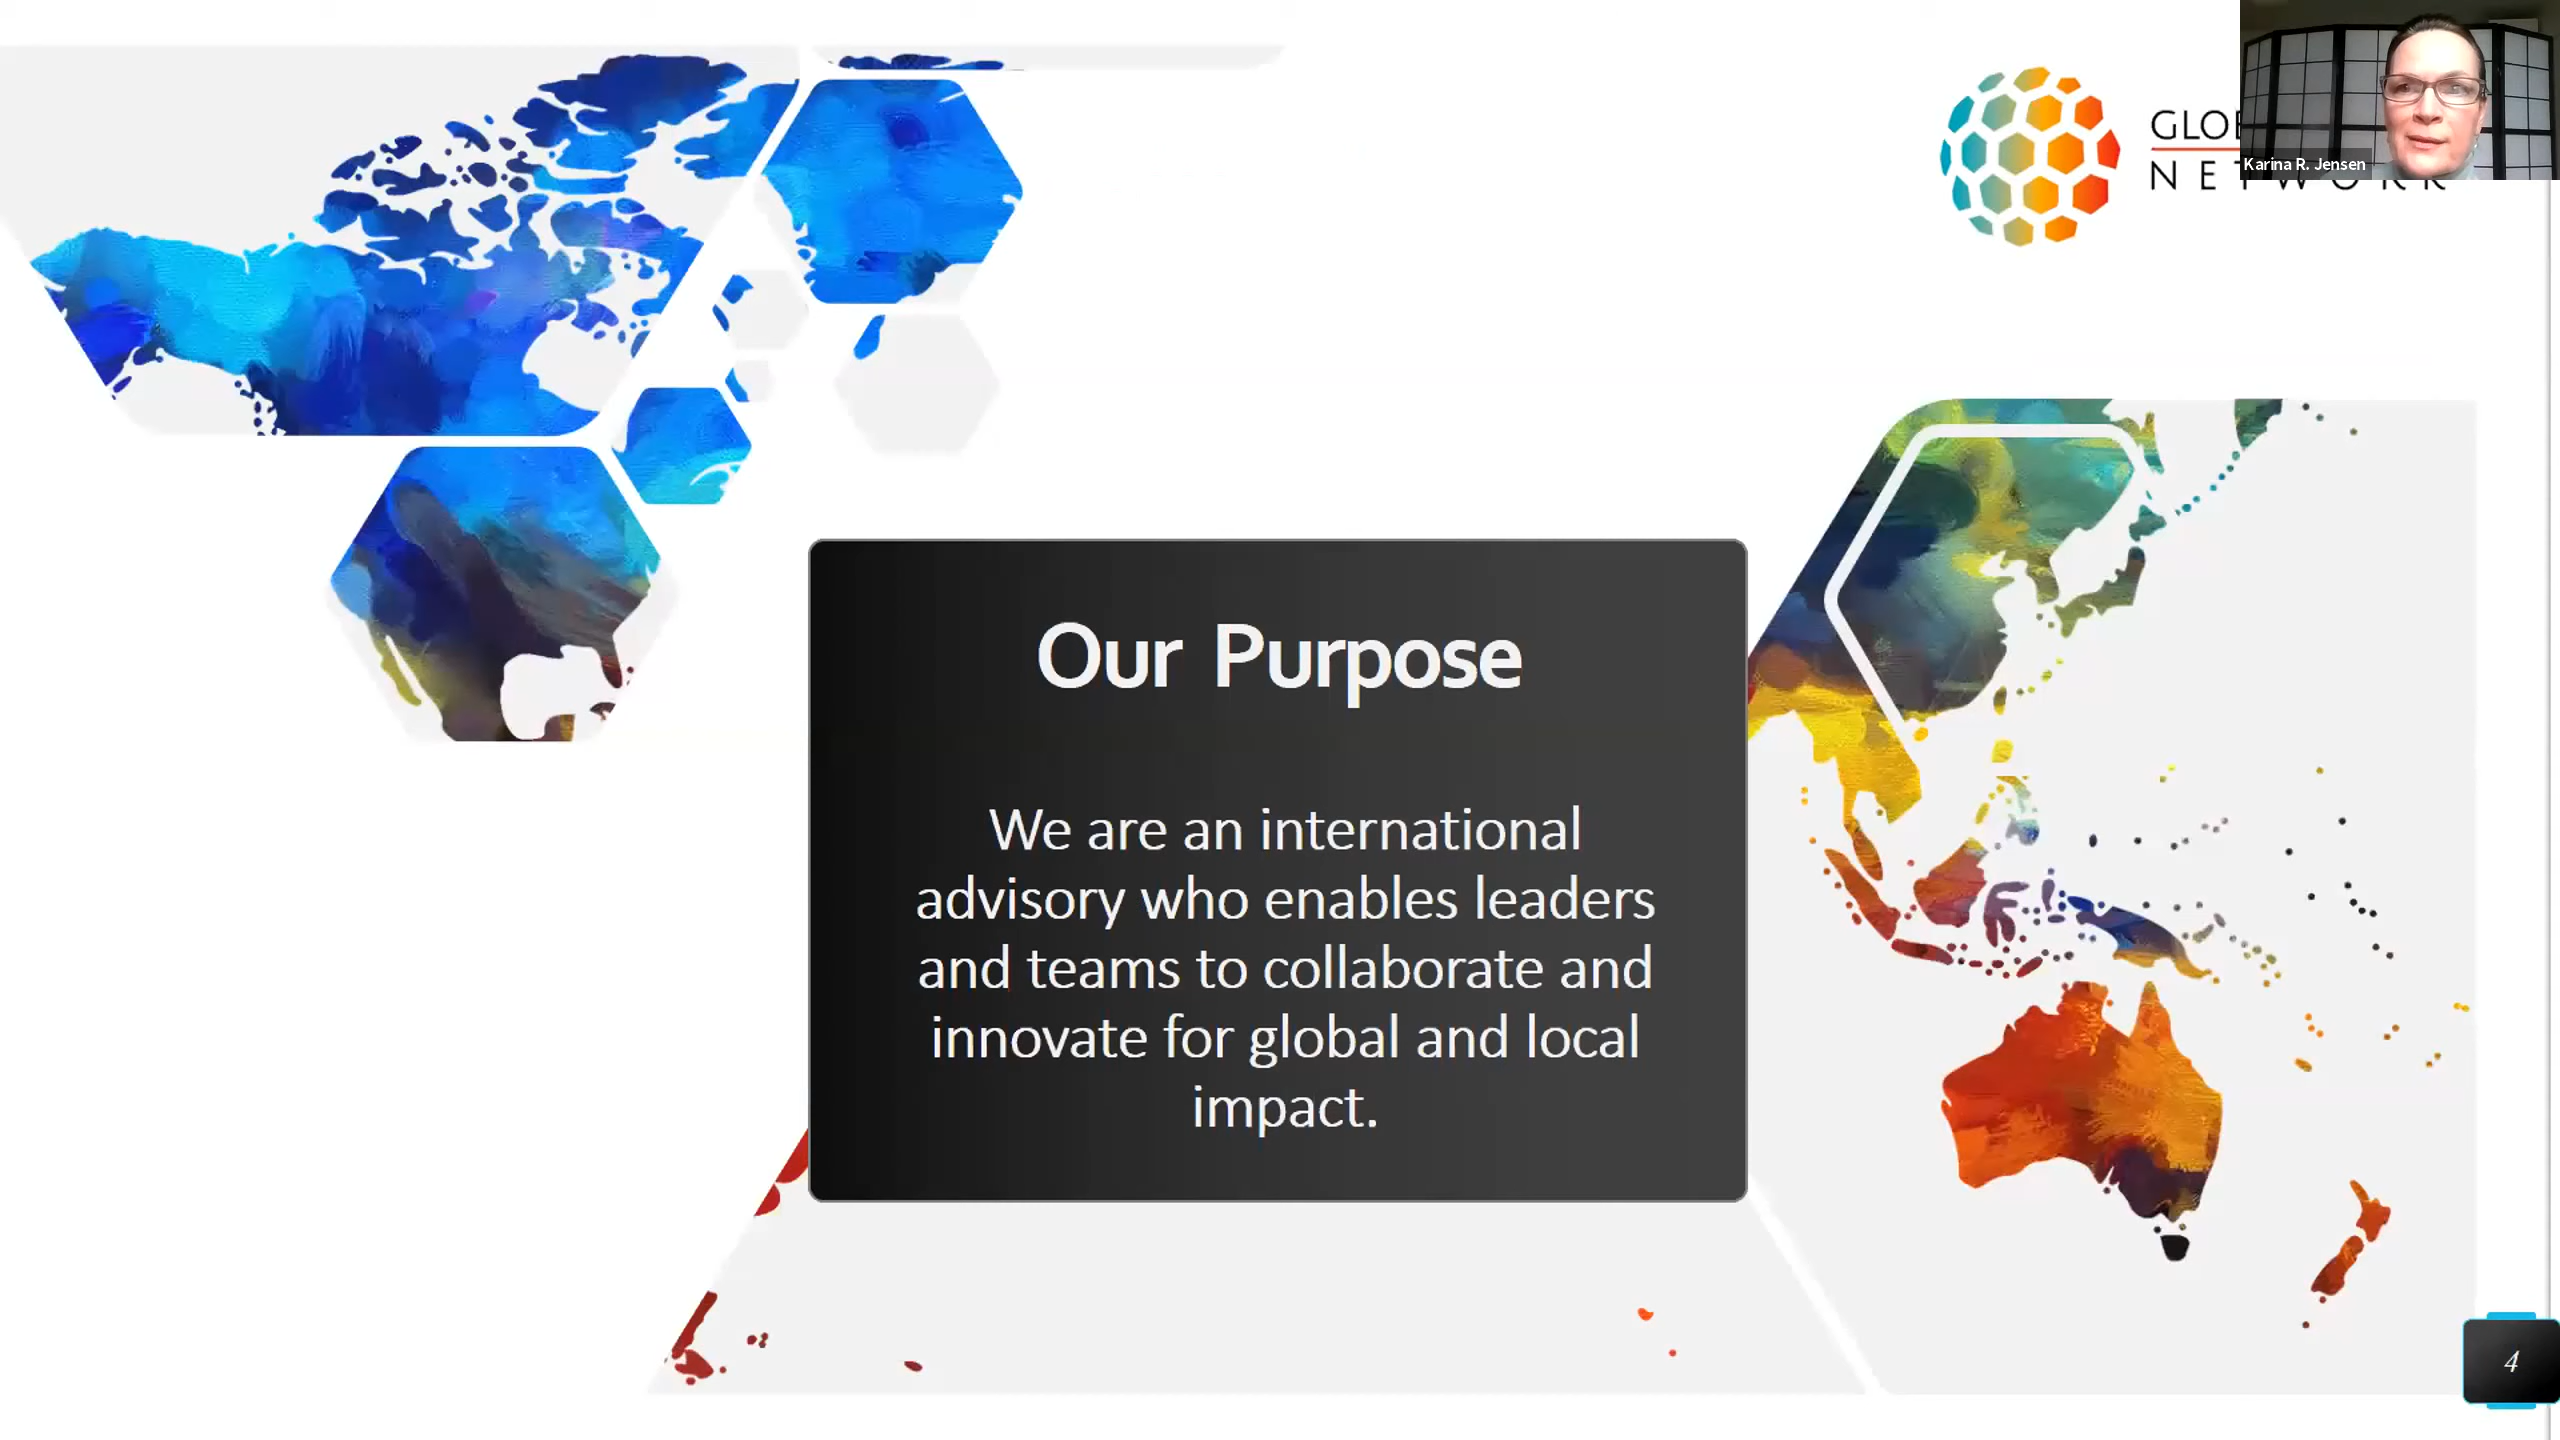 Karina R. Jensen
Our Purpose
We are an international
advisory who enables leaders
and teams to collaborate and
innovate for global and local
impact.
4